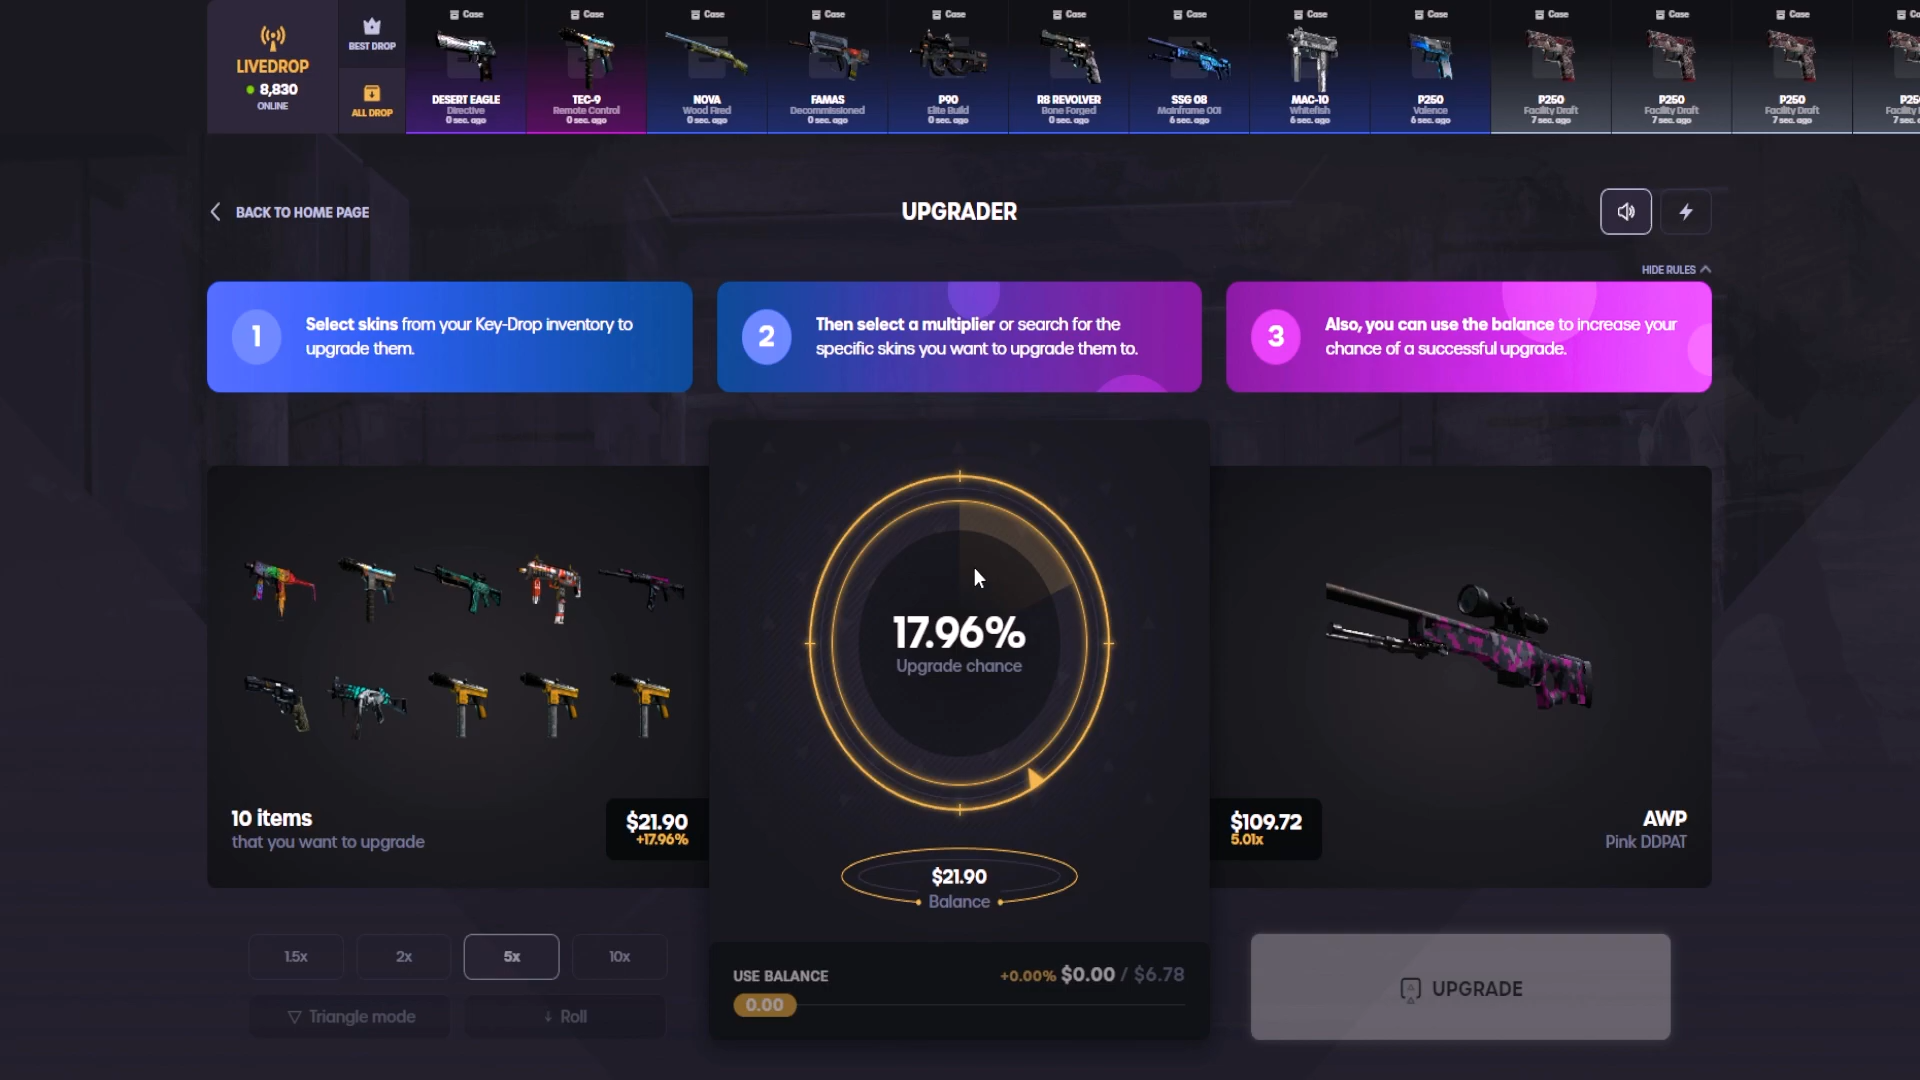 LIVEDROP
8,830
ONLINE
BEST DROP
ALL DROP
Case
DESERT EAGLE
Directive
0 sec. ago
Case
TEC-9
Remote Control
0 sec. ago
Case
NOVA
Wood Fired
0 sec. ago
Case
FAMAS
Decommissioned
0 sec. ago
Case
P90
Elite Build
0 sec. ago
Case
R8 REVOLVER
Bone Forged
0 sec. ago
Case
SSG 08
Mainframe 001
6 sec. ago
Case
MAC-10
Whitefish
6 sec. ago
Case
P250
Valence
6 sec. ago
Case
P250
Facility Draft
7 sec. ago
Case
P250
Facility Draft
7 sec. ago
Case
P250
Facility Draft
7 sec. ago
BACK TO HOME PAGE
UPGRADER
HIDE RULES
1
Select skins from your Key-Drop inventory to
upgrade them.
2
Then select a multiplier or search for the
specific skins you want to upgrade them to.
3
Also, you can use the balance to increase your
chance of a successful upgrade.
17.96%
Upgrade chance
10 items
that you want to upgrade
$21.90
+17.96%
$109.72
5.01x
AWP
Pink DDPAT
$21.90
Balance
1.5x
2x
5x
10x
Triangle mode
Roll
USE BALANCE
+0.00% $0.00 / $6.78
0.00
UPGRADE